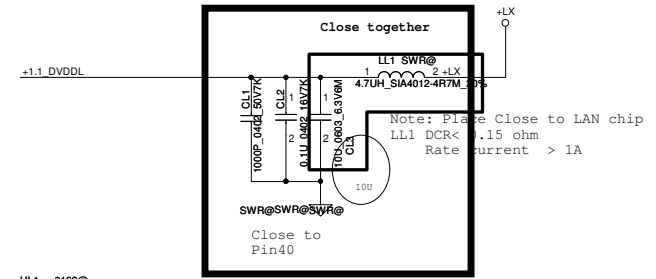 +LX
Close together
LL1 SWR@
1 2 +LX
+1.1_DVDDL
4.7UH_SIA4012-4R7M_20%
CL1
1000P_0402_50V7K
CL2
1
2
0.1U_0402_16V7K
1
2
10U_0603_6.3V6M
CL3
Note: Place Close to LAN chip
LL1 DCR< 0.15 ohm
Rate current > 1A
10U
SWR@SWR@SWR@
Close to
Pin40